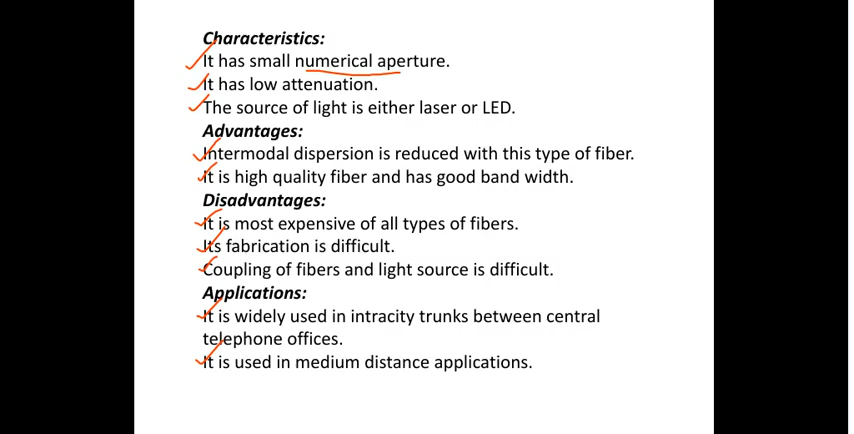 Characteristics:
It has small numerical aperture.
It has low attenuation.
The source of light is either laser or LED.
Advantages:
Intermodal dispersion is reduced with this type of fiber.
It is high quality fiber and has good band width.
Disadvantages:
It is most expensive of all types of fibers.
Its fabrication is difficult.
Coupling of fibers and light source is difficult.
Applications:
It is widely used in intracity trunks between central
telephone offices.
It is used in medium distance applications.